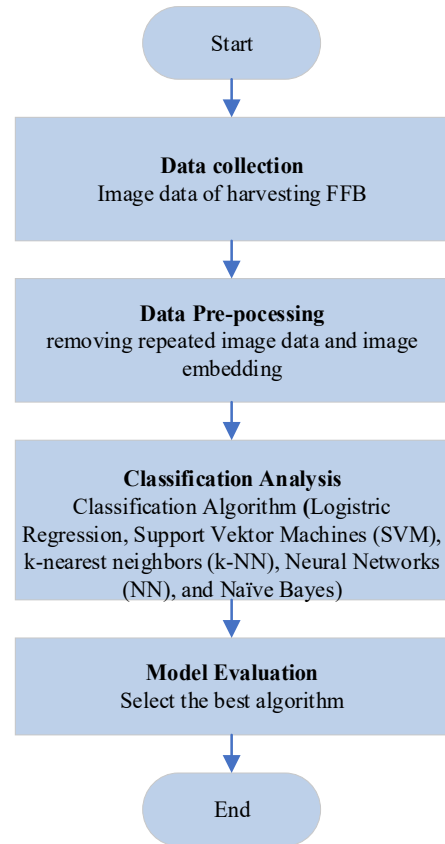 Start
Data collection
Image data of harvesting FFB
Data Pre-pocessing
removing repeated image data and image
embedding
Classification Analysis
Classification Algorithm (Logistric
Regression, Support Vektor Machines (SVM),
k-nearest neighbors (k-NN), Neural Networks
(NN), and Naïve Bayes)
Model Evaluation
Select the best algorithm
End